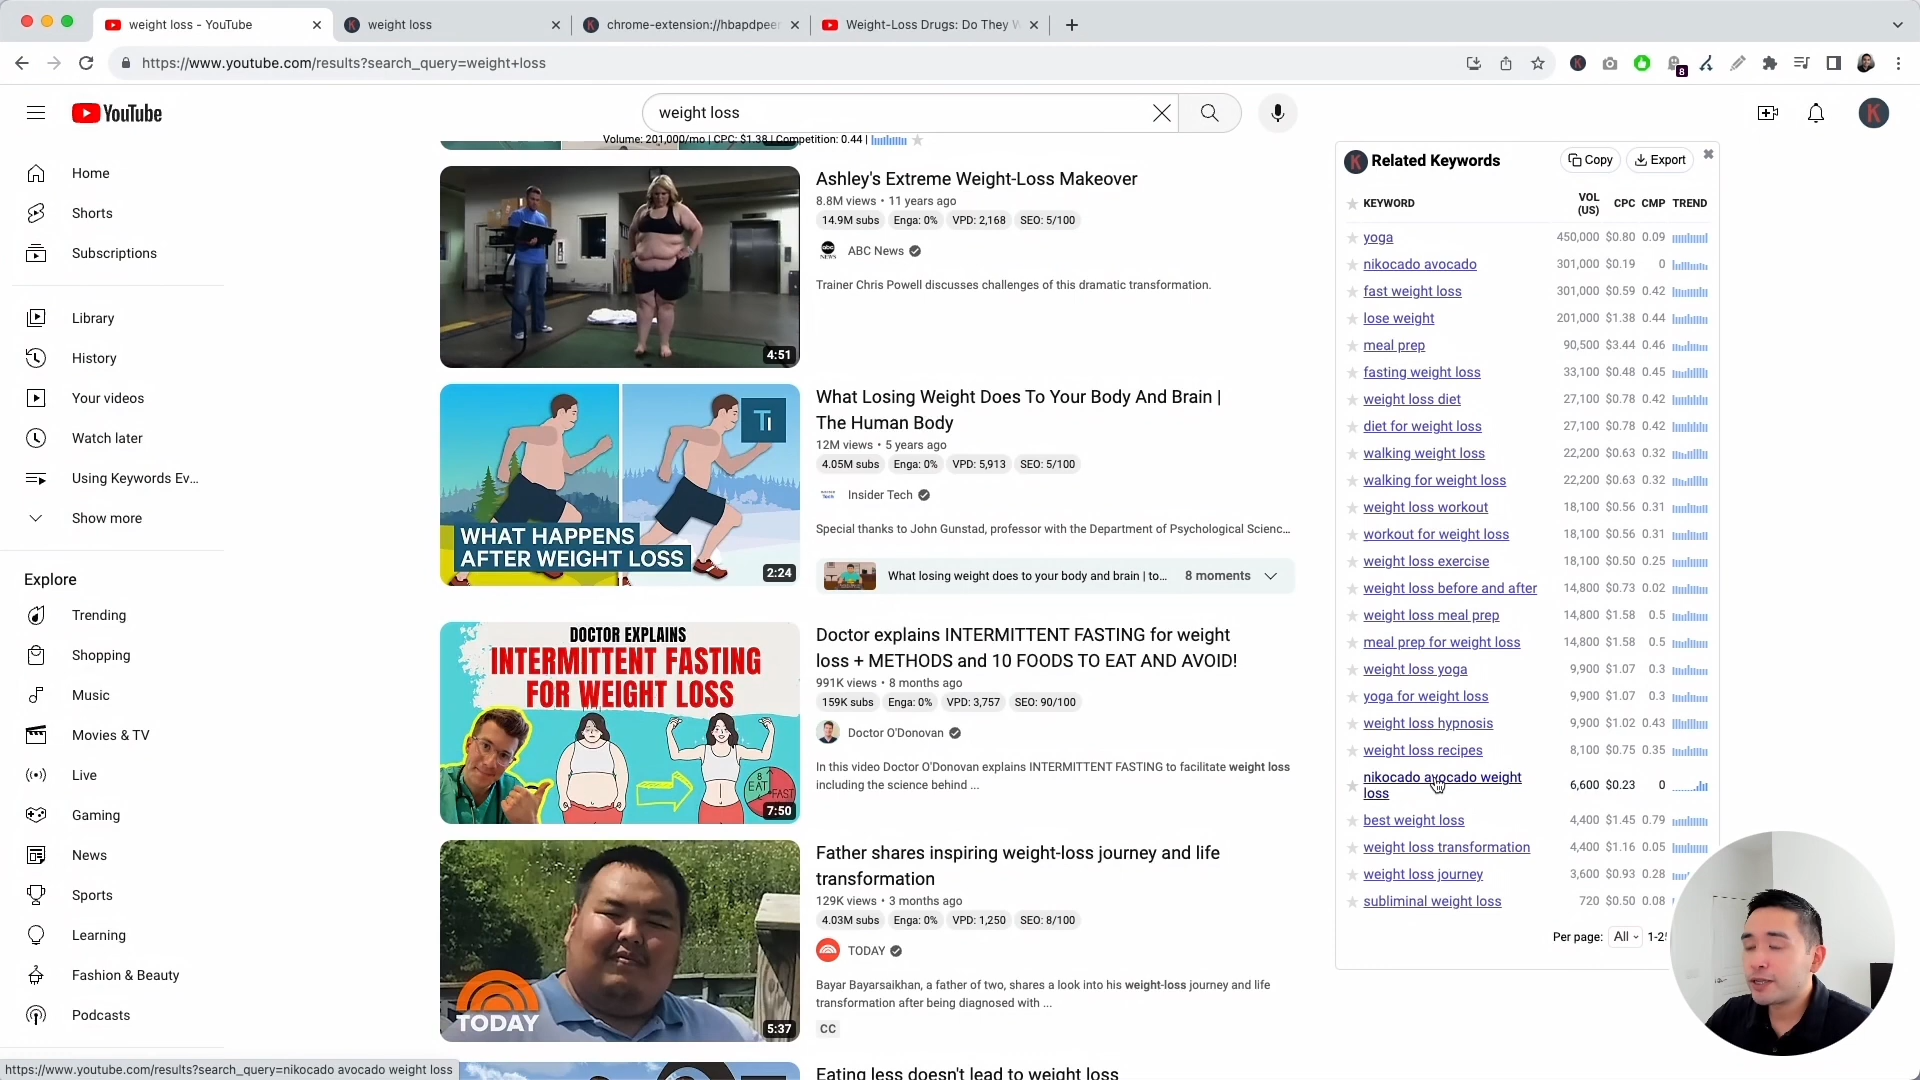 weight loss - YouTube
weight loss
chrome-extension://hbapdpeer
Weight-Loss Drugs: Do They W
https://www.youtube.com/results?search_query=weight+loss
8
YouTube
weight loss
K
Volume: 201,000/mo | CPC: $1.38 | Competition: 0.44 |
Home
Shorts
Subscriptions
Library
History
Your videos
Watch later
Using Keywords Ev...
Show more
Explore
Trending
Shopping
Music
Movies & TV
Live
Gaming
News
Sports
Learning
Fashion & Beauty
Podcasts
4:51
Ashley's Extreme Weight-Loss Makeover
8.8M views • 11 years ago
14.9M subs Enga: 0% VPD: 2,168 SEO: 5/100
abc NEWS ABC News
Trainer Chris Powell discusses challenges of this dramatic transformation.
TI
WHAT HAPPENS
AFTER WEIGHT LOSS
2:24
What Losing Weight Does To Your Body And Brain |
The Human Body
12M views • 5 years ago
4.05M subs Enga: 0% VPD: 5,913 SEO: 5/100
Insider Tech
Special thanks to John Gunstad, professor with the Department of Psychological Scienc...
What losing weight does to your body and brain | to... 8 moments
DOCTOR EXPLAINS
INTERMITTENT FASTING
FOR WEIGHT LOSS
8
EAT FAST
7:50
Doctor explains INTERMITTENT FASTING for weight
loss + METHODS and 10 FOODS TO EAT AND AVOID!
991K views • 8 months ago
159K subs Enga: 0% VPD: 3,757 SEO: 90/100
Doctor O'Donovan
In this video Doctor O'Donovan explains INTERMITTENT FASTING to facilitate weight loss
including the science behind ...
TODAY
5:37
Father shares inspiring weight-loss journey and life
transformation
129K views • 3 months ago
4.03M subs Enga: 0% VPD: 1,250 SEO: 8/100
TODAY
Bayar Bayarsaikhan, a father of two, shares a look into his weight-loss journey and life
transformation after being diagnosed with ...
CC
Eating less doesn't lead to weight loss
K Related Keywords Copy Export
KEYWORD VOL (US) CPC CMP TREND
yoga 450,000 $0.80 0.09
nikocado avocado 301,000 $0.19 0
fast weight loss 301,000 $0.59 0.42
lose weight 201,000 $1.38 0.44
meal prep 90,500 $3.44 0.46
fasting weight loss 33,100 $0.48 0.45
weight loss diet 27,100 $0.78 0.42
diet for weight loss 27,100 $0.78 0.42
walking weight loss 22,200 $0.63 0.32
walking for weight loss 22,200 $0.63 0.32
weight loss workout 18,100 $0.56 0.31
workout for weight loss 18,100 $0.56 0.31
weight loss exercise 18,100 $0.50 0.25
weight loss before and after 14,800 $0.73 0.02
weight loss meal prep 14,800 $1.58 0.5
meal prep for weight loss 14,800 $1.58 0.5
weight loss yoga 9,900 $1.07 0.3
yoga for weight loss 9,900 $1.07 0.3
weight loss hypnosis 9,900 $1.02 0.43
weight loss recipes 8,100 $0.75 0.35
nikocado avocado weight
loss 6,600 $0.23 0
best weight loss 4,400 $1.45 0.79
weight loss transformation 4,400 $1.16 0.05
weight loss journey 3,600 $0.93 0.28
subliminal weight loss 720 $0.50 0.08
Per page: All 1-2
https://www.youtube.com/results?search_query=nikocado avocado weight loss